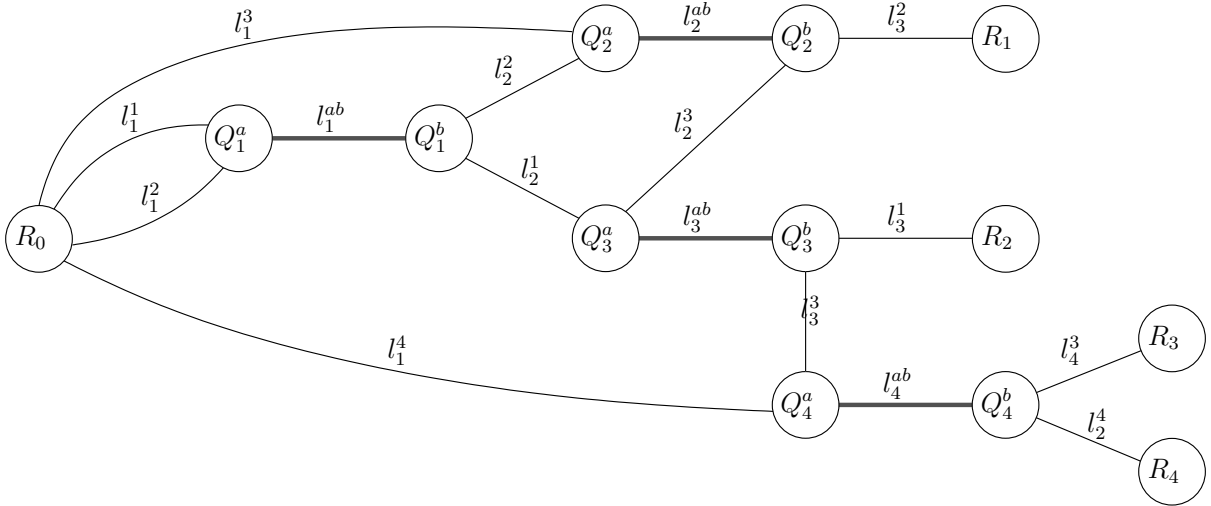 l_1^3
Q_2^a
l_2^{ab}
Q_2^b
l_3^2
R_1
l_2^2
l_1^1
Q_1^a
l_1^{ab}
Q_1^b
l_2^3
l_2^1
l_1^2
R_0
Q_3^a
l_3^{ab}
Q_3^b
l_3^1
R_2
l_3^3
R_3
l_1^4
l_4^3
Q_4^a
l_4^{ab}
Q_4^b
l_2^4
R_4